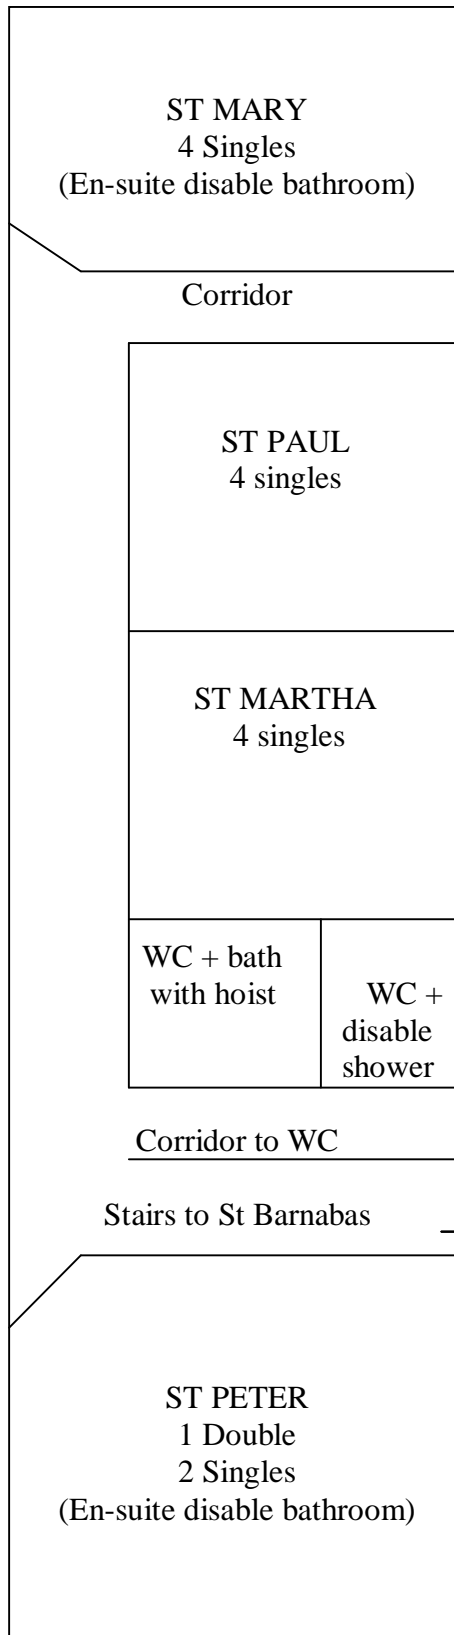 ST MARY
4 Singles
(En-suite disable bathroom)
Corridor
ST PAUL
4 singles
ST MARTHA
4 singles
WC + bath
with hoist
WC +
disable
shower
Corridor to WC
Stairs to St Barnabas
ST PETER
1 Double
2 Singles
(En-suite disable bathroom)